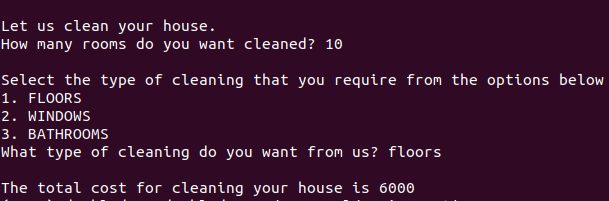 Let us clean your house.
How many rooms do you want cleaned? 10
Select the type of cleaning that you require from the options below
1. FLOORS
2. WINDOWS
3. BATHROOMS
What type of cleaning do you want from us? floors
The total cost for cleaning your house is 6000